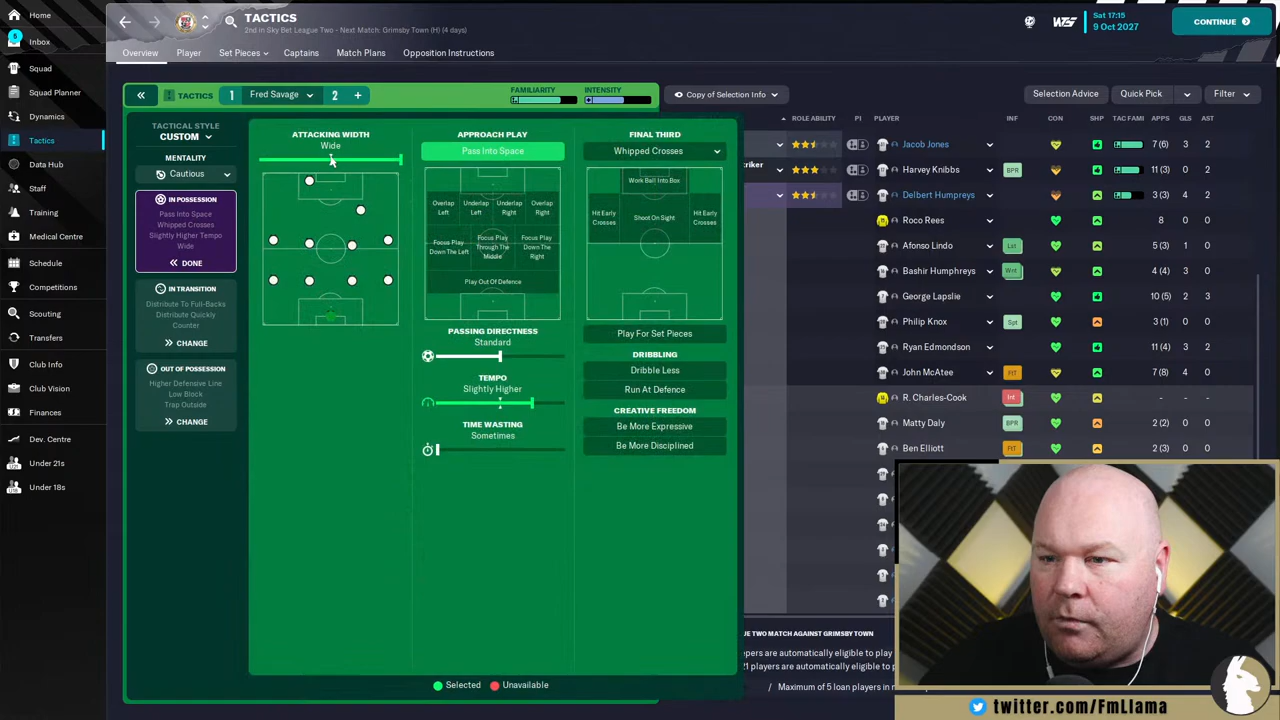 Home
Inbox
5
Squad
Squad Planner
Dynamics
Tactics
Data Hub
Staff
Training
Medical Centre
Schedule
Competitions
Scouting
Transfers
Club Info
Club Vision
Finances
Dev. Centre
Under 21s
Under 18s
TACTICS
2nd in Sky Bet League Two - Next Match: Grimsby Town (H) (4 days)
Sat 17:15
9 Oct 2027
CONTINUE
Overview
Player
Set Pieces
Captains
Match Plans
Opposition Instructions
TACTICS
1
Fred Savage
2
+
FAMILIARITY
INTENSITY
Copy of Selection Info
Selection Advice
Quick Pick
Filter
TACTICAL STYLE
CUSTOM
MENTALITY
Cautious
IN POSSESSION
Pass Into Space
Whipped Crosses
Slightly Higher Tempo
Wide
DONE
IN TRANSITION
Distribute To Full-Backs
Distribute Quickly
Counter
CHANGE
OUT OF POSSESSION
Higher Defensive Line
Low Block
Trap Outside
CHANGE
ATTACKING WIDTH
Wide
APPROACH PLAY
Pass Into Space
Overlap Left
Underlap Left
Underlap Right
Overlap Right
Focus Play Down The Left
Focus Play Through The Middle
Focus Play Down The Right
Play Out Of Defence
PASSING DIRECTNESS
Standard
TEMPO
Slightly Higher
TIME WASTING
Sometimes
FINAL THIRD
Whipped Crosses
Work Ball Into Box
Hit Early Crosses
Shoot On Sight
Hit Early Crosses
Play For Set Pieces
DRIBBLING
Dribble Less
Run At Defence
CREATIVE FREEDOM
Be More Expressive
Be More Disciplined
Selected
Unavailable
ROLE ABILITY
PI
PLAYER
INF
CON
SHP
TAC FAMI
APPS
GLS
AST
Jacob Jones 7 (6) 3 2
Harvey Knibbs BPR 11 (3) 3 2
Delbert Humpreys 3 (3) 4 2
Roco Rees 8 0 0
Afonso Lindo Lst 5 (3) 1 0
Bashir Humphreys Wnt 4 (4) 3 0
George Lapslie 10 (5) 2 3
Philip Knox Spt 3 (1) 0 0
Ryan Edmondson 11 (4) 3 2
John McAtee FIT 7 (8) 4 0
R. Charles-Cook Int - - -
Matty Daly BPR 2 (2) 0 0
Ben Elliott FIT 2 (3) 0 0
twitter.com/FmLlama